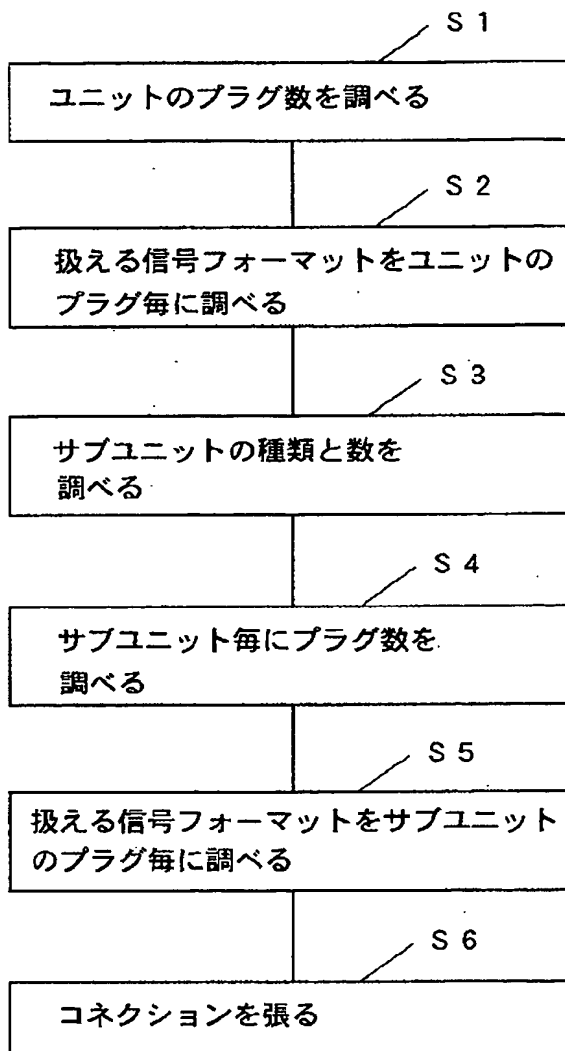 S 1
ユニットのプラグ数を調べる
S 2
扱える信号フォーマットをユニットの
プラグ毎に調べる
S 3
サブユニットの種類と数を
調べる
S 4
サブユニット毎にプラグ数を
調べる
S 5
扱える信号フォーマットをサブユニット
のプラグ毎に調べる
S 6
コネクションを張る